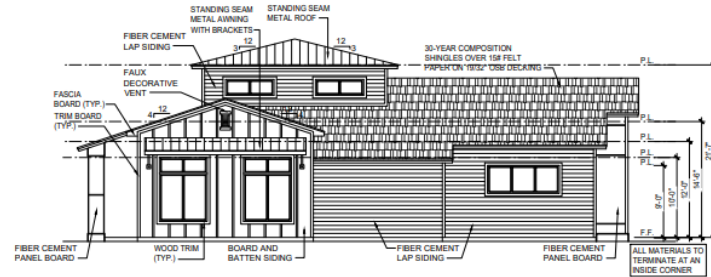 STANDING SEAM
METAL AWNING
WITH BRACKETS
STANDING SEAM
METAL ROOF
FIBER CEMENT
LAP SIDING
12
3
12
3
30-YEAR COMPOSITION
SHINGLES OVER 15# FELT
PAPER ON 19/32" OSB DECKING
P.L.
FAUX
DECORATIVE
VENT
FASCIA
BOARD (TYP.)
TRIM BOARD
(TYP.)
12
4
12
4
P.L.
P.L.
P.L.
P.L.
9'-0"
10'-0"
12'-0"
14'-6"
21'-7"
F.F.
FIBER CEMENT
PANEL BOARD
WOOD TRIM
(TYP.)
BOARD AND
BATTEN SIDING
FIBER CEMENT
LAP SIDING
FIBER CEMENT
PANEL BOARD
ALL MATERIALS TO
TERMINATE AT AN
INSIDE CORNER